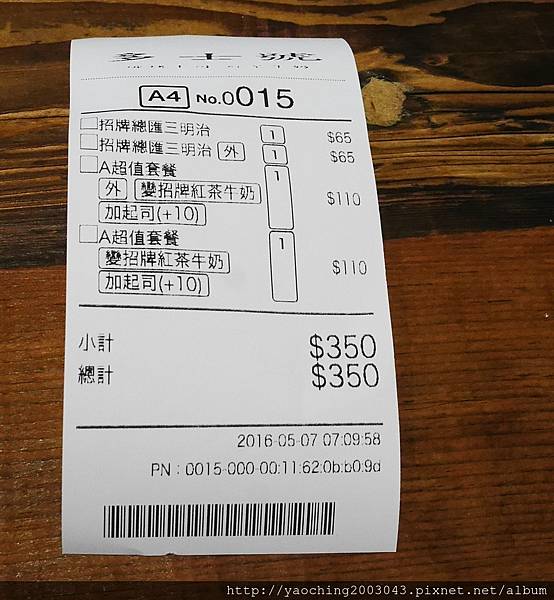 多士號
A4 No.0015
招牌總匯三明治 1 $65
招牌總匯三明治 外 1 $65
A超值套餐 1 $110
外 變招牌紅茶牛奶
加起司(+10)
A超值套餐 1 $110
變招牌紅茶牛奶
加起司(+10)
小計 $350
總計 $350
2016-05-07 07:09:58
PN：0015-000-00:11:62:0b:b0:9d
http://yaoching2003043.pixnet.net/album